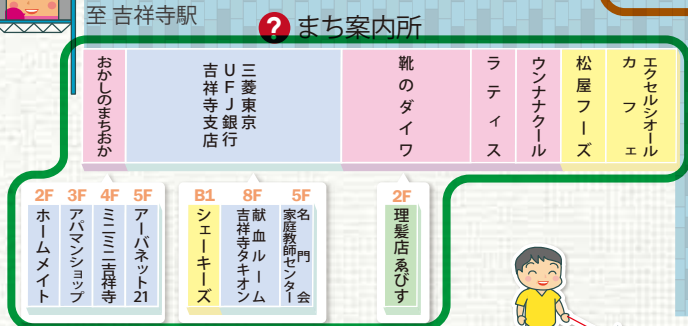 至 吉祥寺駅
? まち案内所
おかしのまちおか
三菱東京
UFJ銀行
吉祥寺支店
靴のダイワ
ラティス
ウンナナクール
松屋フーズ
エクセルシオール
カフェ
2F
ホームメイト
3F
アパマンショップ
4F
ミニミニ吉祥寺
5F
アーバネット21
B1
シェーキーズ
8F
献血ルーム
吉祥寺タキオン
5F
名門会
家庭教師センター
2F
理髪店ゑびす